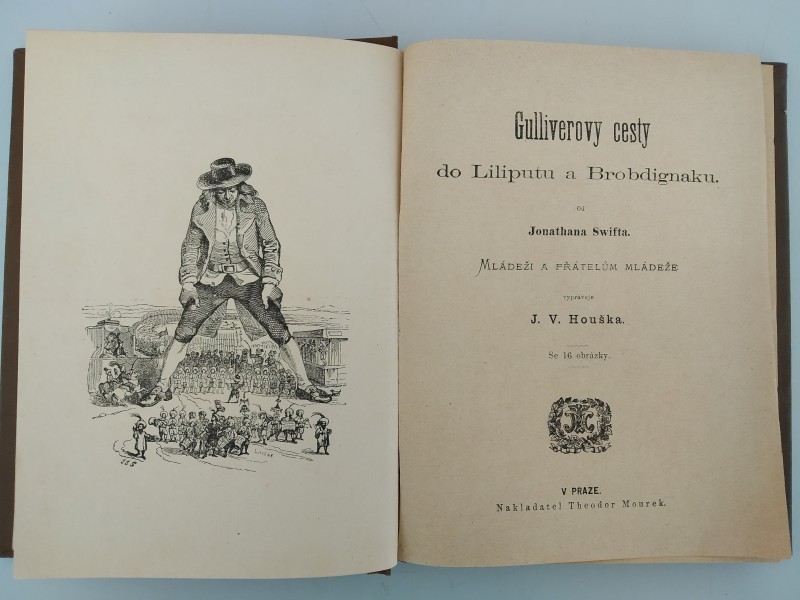 Gulliverovy cesty
do Liliputu a Brobdignaku.
Od
Jonathana Swifta.
MLÁDEŽI A PŘÁTELŮM MLÁDEŽE
vypravuje
J. V. Houška.
Se 16 obrázky.
V PRAZE.
Nakladatel Theodor Mourek.